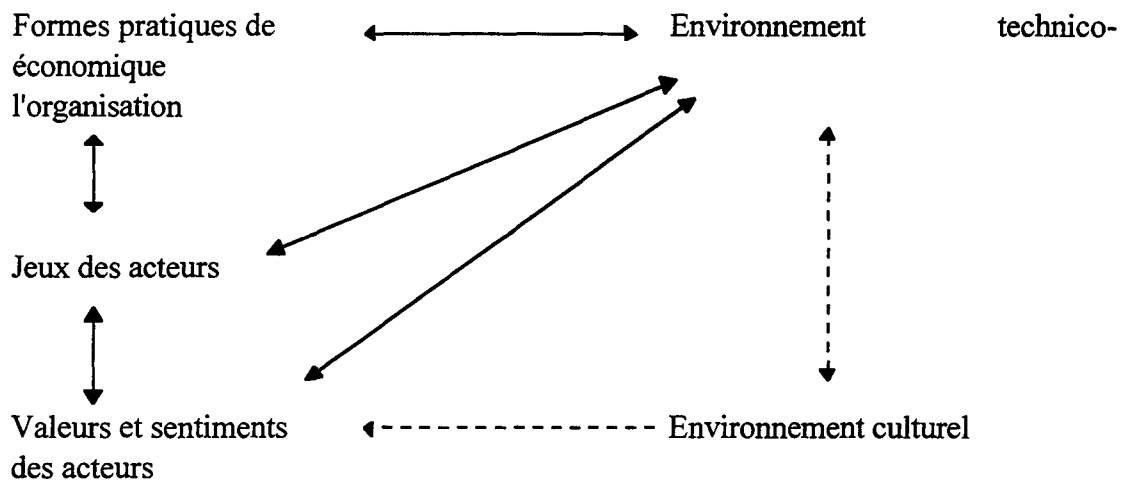 Formes pratiques de Environnement technico-
économique
l'organisation
Jeux des acteurs
Valeurs et sentiments Environnement culturel
des acteurs